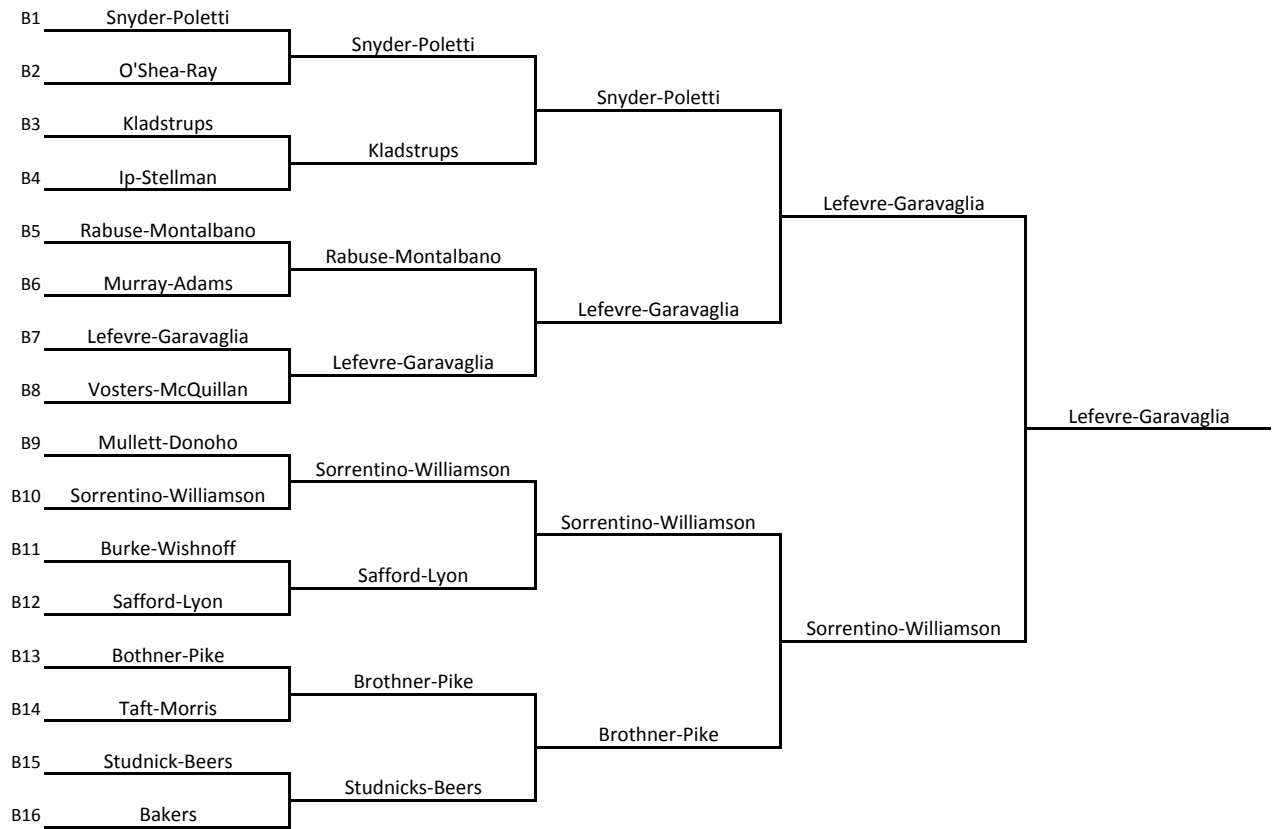 B1 Snyder-Poletti
Snyder-Poletti
B2 O'Shea-Ray
Snyder-Poletti
B3 Kladstrups
Kladstrups
B4 Ip-Stellman
Lefevre-Garavaglia
B5 Rabuse-Montalbano
Rabuse-Montalbano
B6 Murray-Adams
Lefevre-Garavaglia
B7 Lefevre-Garavaglia
Lefevre-Garavaglia
B8 Vosters-McQuillan
Lefevre-Garavaglia
B9 Mullett-Donoho
Sorrentino-Williamson
B10 Sorrentino-Williamson
Sorrentino-Williamson
B11 Burke-Wishnoff
Safford-Lyon
B12 Safford-Lyon
Sorrentino-Williamson
B13 Bothner-Pike
Brothner-Pike
B14 Taft-Morris
Brothner-Pike
B15 Studnick-Beers
Studnicks-Beers
B16 Bakers